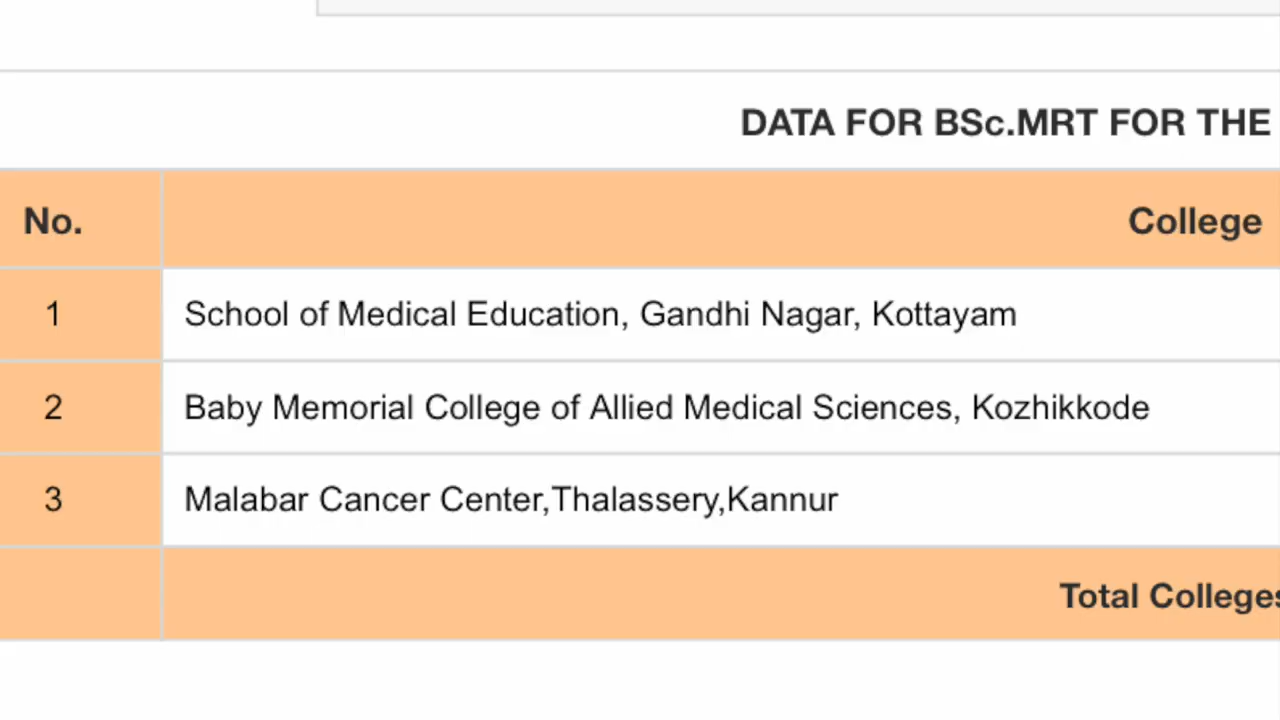 DATA FOR BSc.MRT FOR THE
No. College
1 School of Medical Education, Gandhi Nagar, Kottayam
2 Baby Memorial College of Allied Medical Sciences, Kozhikkode
3 Malabar Cancer Center,Thalassery,Kannur
Total Colleges